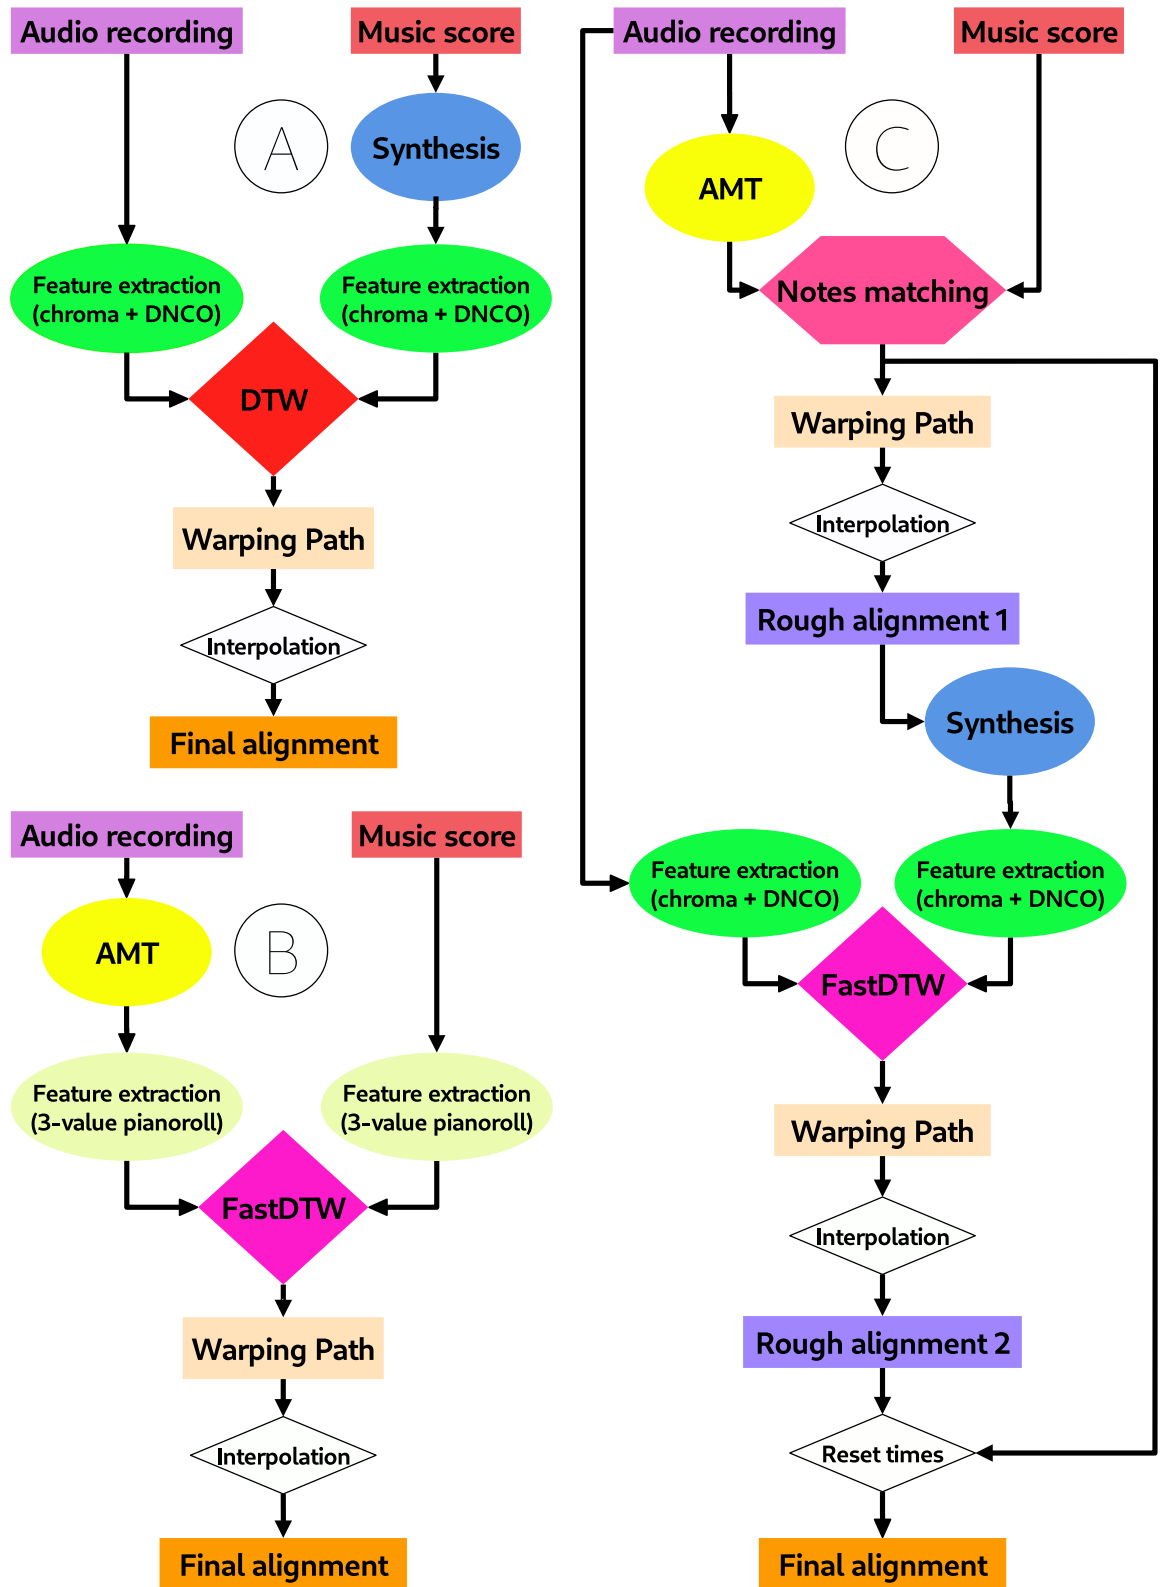 Audio recording
Music score
A
Synthesis
Feature extraction
(chroma + DNCO)
Feature extraction
(chroma + DNCO)
DTW
Warping Path
Interpolation
Final alignment
Audio recording
Music score
AMT
B
Feature extraction
(3-value pianoroll)
Feature extraction
(3-value pianoroll)
FastDTW
Warping Path
Interpolation
Final alignment
Audio recording
Music score
C
AMT
Notes matching
Warping Path
Interpolation
Rough alignment 1
Synthesis
Feature extraction
(chroma + DNCO)
Feature extraction
(chroma + DNCO)
FastDTW
Warping Path
Interpolation
Rough alignment 2
Reset times
Final alignment